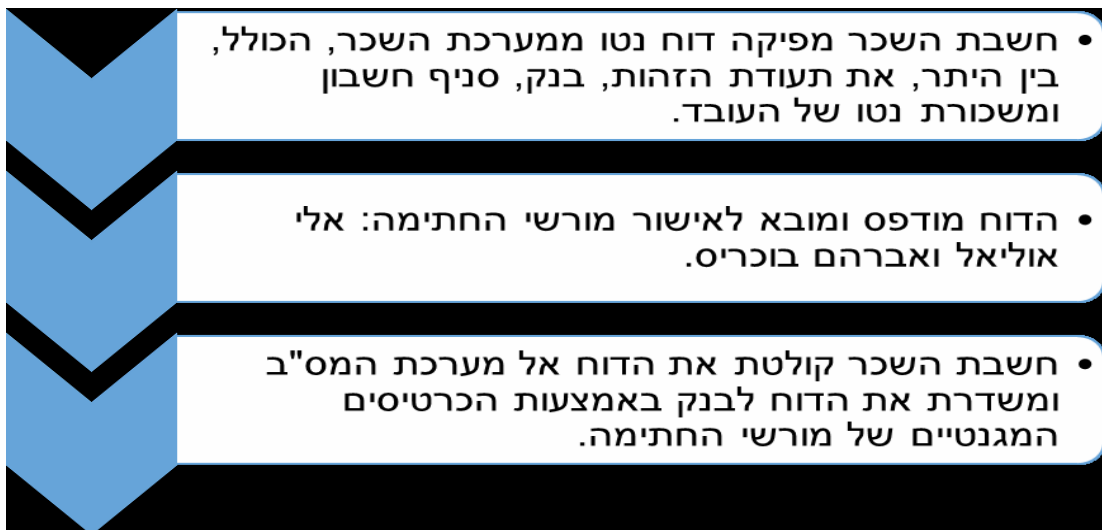 • חשבת השכר מפיקה דוח נטו ממערכת השכר, הכולל,
בין היתר, את תעודת הזהות, בנק, סניף חשבון
ומשכורת נטו של העובד.
• הדוח מודפס ומובא לאישור מורשי החתימה: אלי
אוליאל ואברהם בוכריס.
• חשבת השכר קולטת את הדוח אל מערכת המס"ב
ומשדרת את הדוח לבנק באמצעות הכרטיסים
המגנטיים של מורשי החתימה.